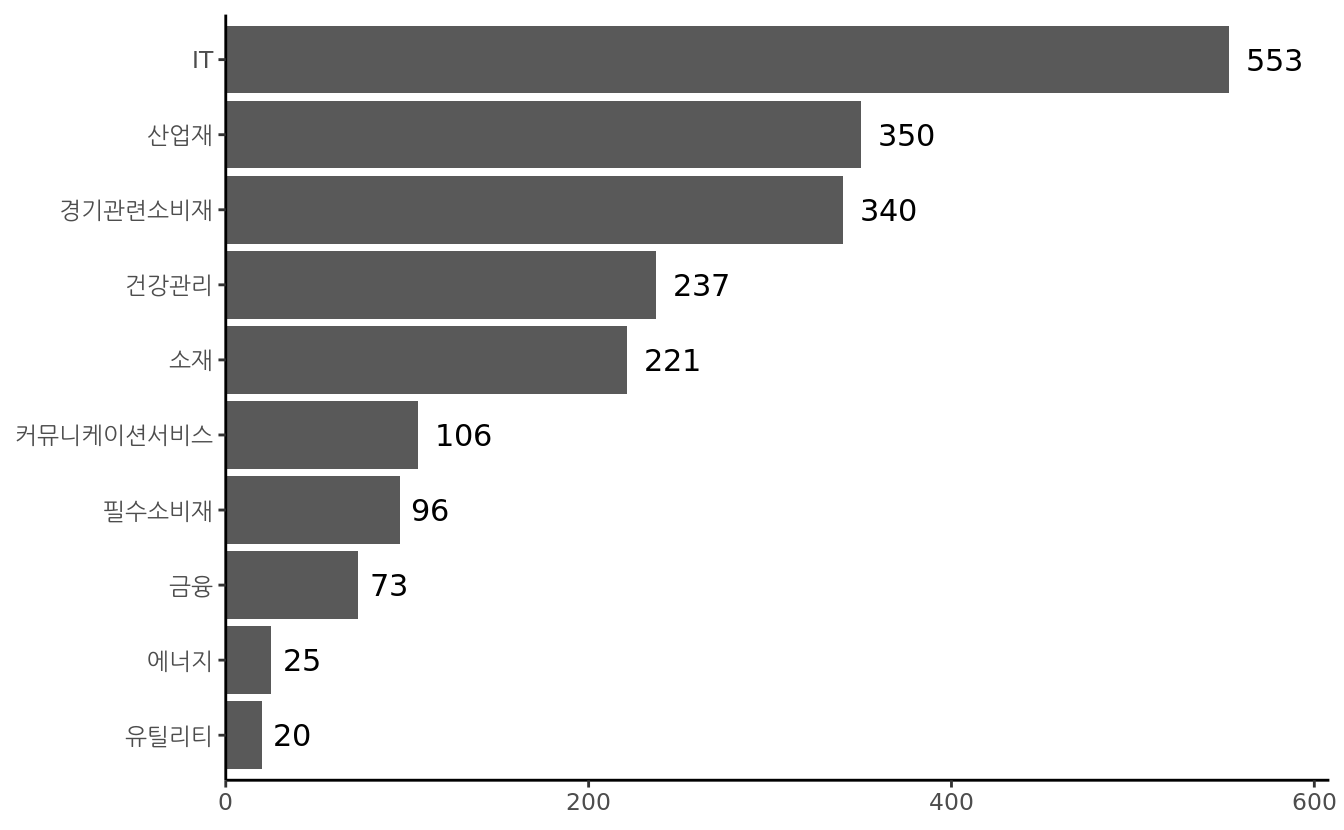 IT 553
산업재 350
경기관련소비재 340
건강관리 237
소재 221
커뮤니케이션서비스 106
필수소비재 96
금융 73
에너지 25
유틸리티 20
0 200 400 600